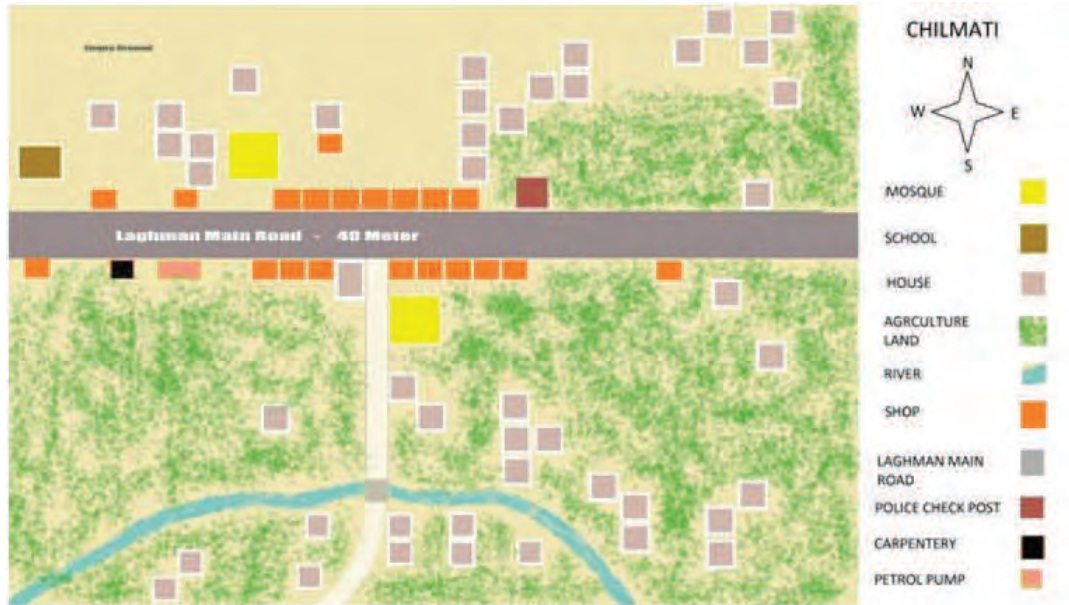 CHILMATI
N
W E
S
Laghman Main Road - 40 Meter
MOSQUE
SCHOOL
HOUSE
AGRCULTURE
LAND
RIVER
SHOP
LAGHMAN MAIN
ROAD
POLICE CHECK POST
CARPENTERY
PETROL PUMP